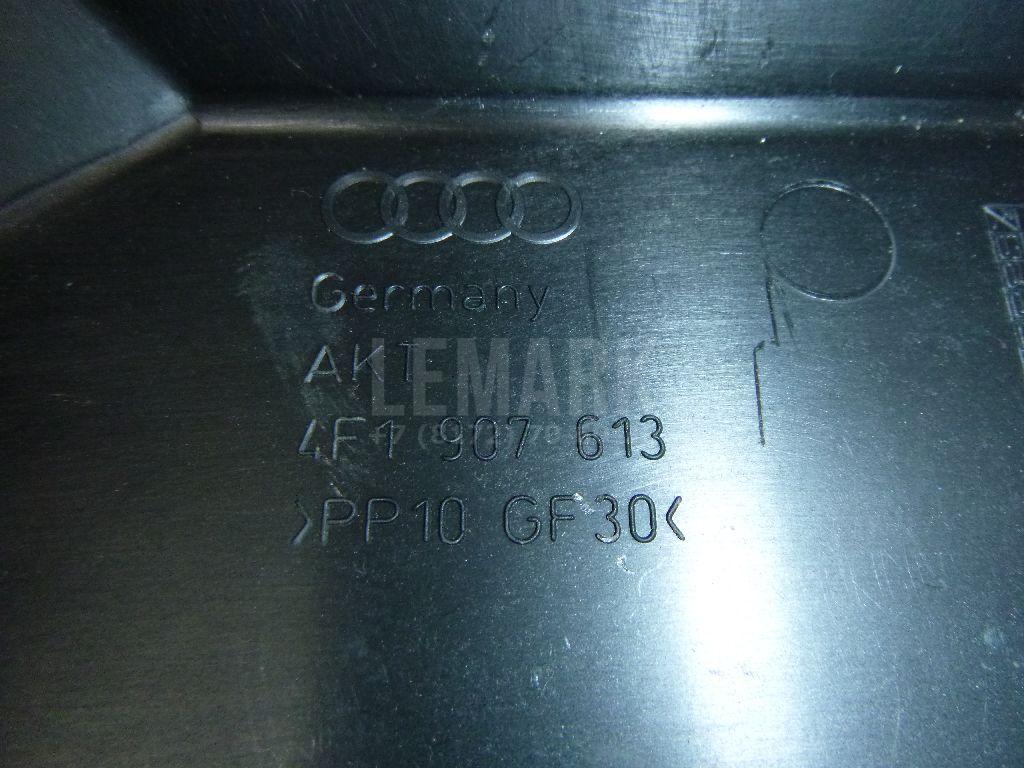 Germany
AKT
LEMARK
4F1 907 613
>PP10 GF30<